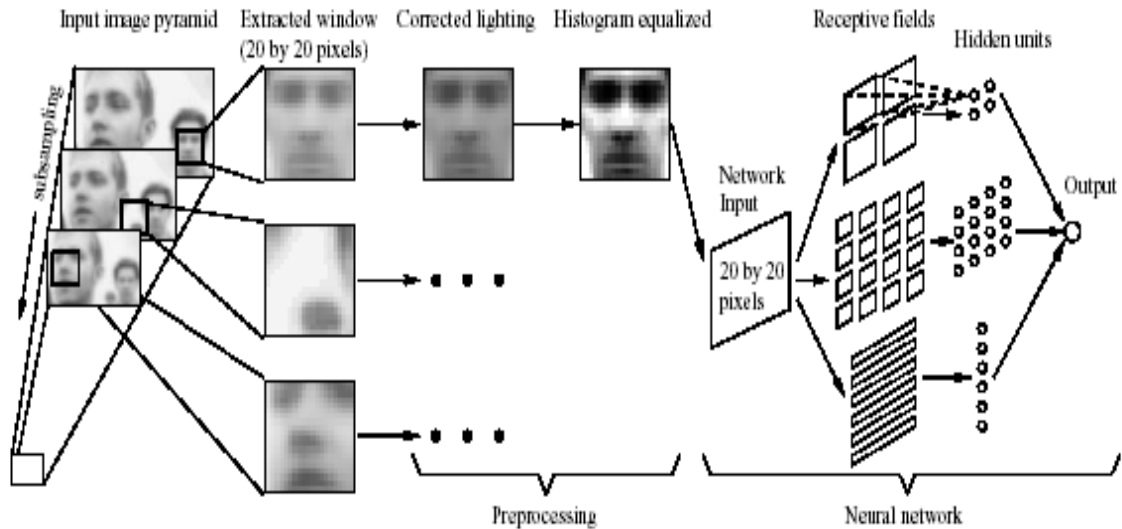 Input image pyramid
Extracted window
(20 by 20 pixels)
Corrected lighting
Histogram equalized
Receptive fields
Hidden units
subsampling
Network
Input
Output
20 by 20
pixels
Preprocessing
Neural network